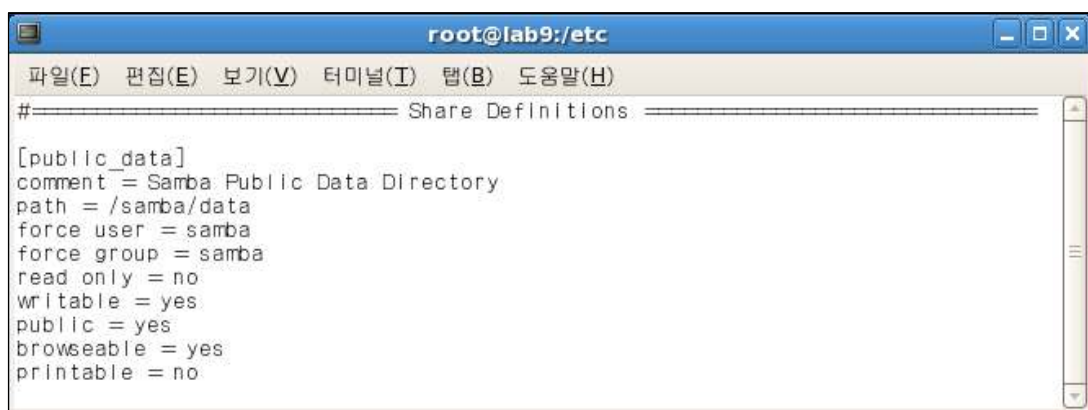 root@lab9:/etc
파일(F) 편집(E) 보기(V) 터미널(T) 탭(B) 도움말(H)
#============================ Share Definitions ==============================
[public_data]
comment = Samba Public Data Directory
path = /samba/data
force user = samba
force group = samba
read only = no
writable = yes
public = yes
browseable = yes
printable = no